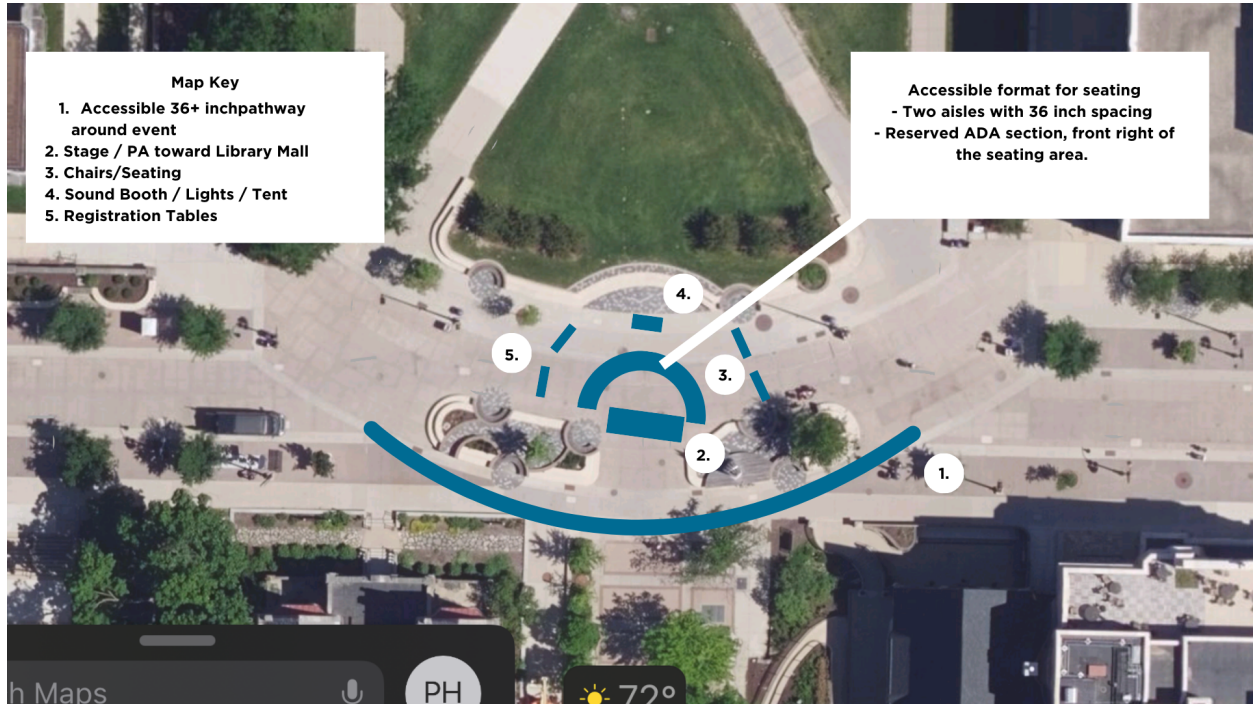 Map Key
1. Accessible 36+ inchpathway
around event
2. Stage / PA toward Library Mall
3. Chairs/Seating
4. Sound Booth / Lights / Tent
5. Registration Tables
Accessible format for seating
- Two aisles with 36 inch spacing
- Reserved ADA section, front right of
the seating area.
4.
5.
3.
2.
1.
h Maps
PH
72°